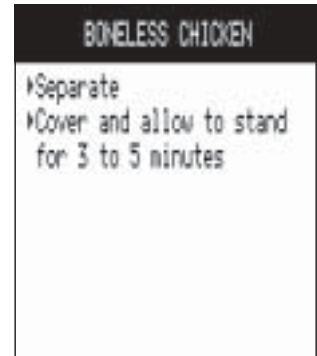 BONELESS CHICKEN
▶Separate
▶Cover and allow to stand
for 3 to 5 minutes